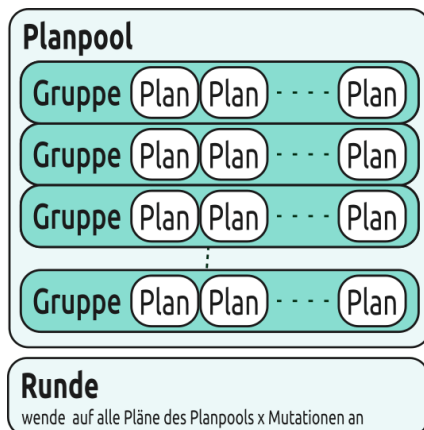 Planpool
Gruppe Plan Plan - - - - Plan
Gruppe Plan Plan - - - - Plan
Gruppe Plan Plan - - - - Plan
Gruppe Plan Plan - - - - Plan
Runde
wende auf alle Pläne des Planpools x Mutationen an